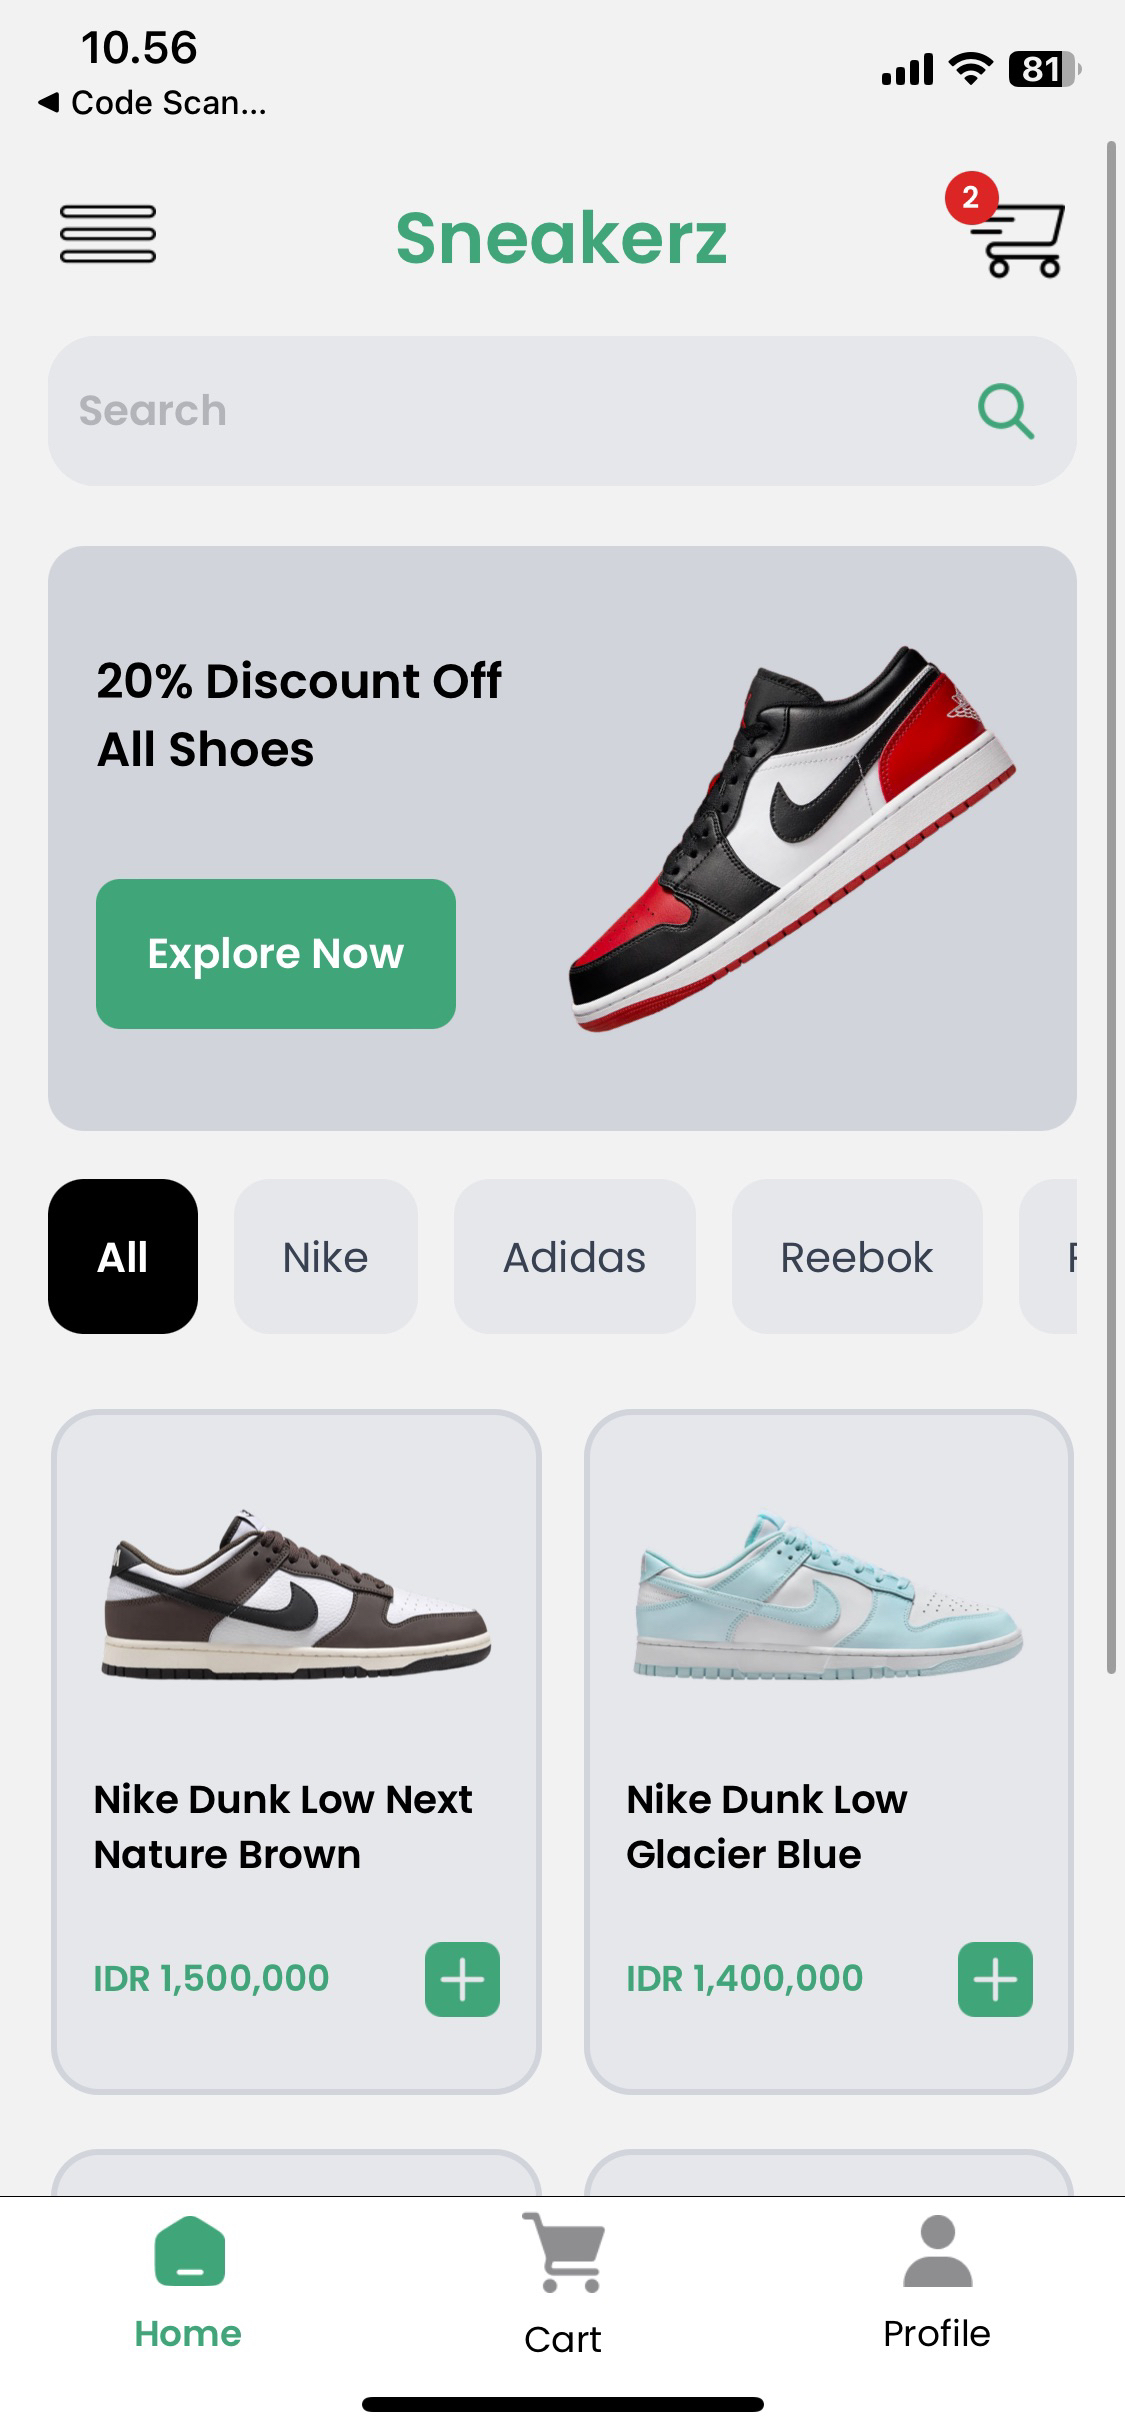 10.56
81
◀ Code Scan...
2
Sneakerz
Search
20% Discount Off
All Shoes
Explore Now
All
Nike
Adidas
Reebok
Nike Dunk Low Next
Nature Brown
Nike Dunk Low
Glacier Blue
IDR 1,500,000
IDR 1,400,000
Home
Cart
Profile